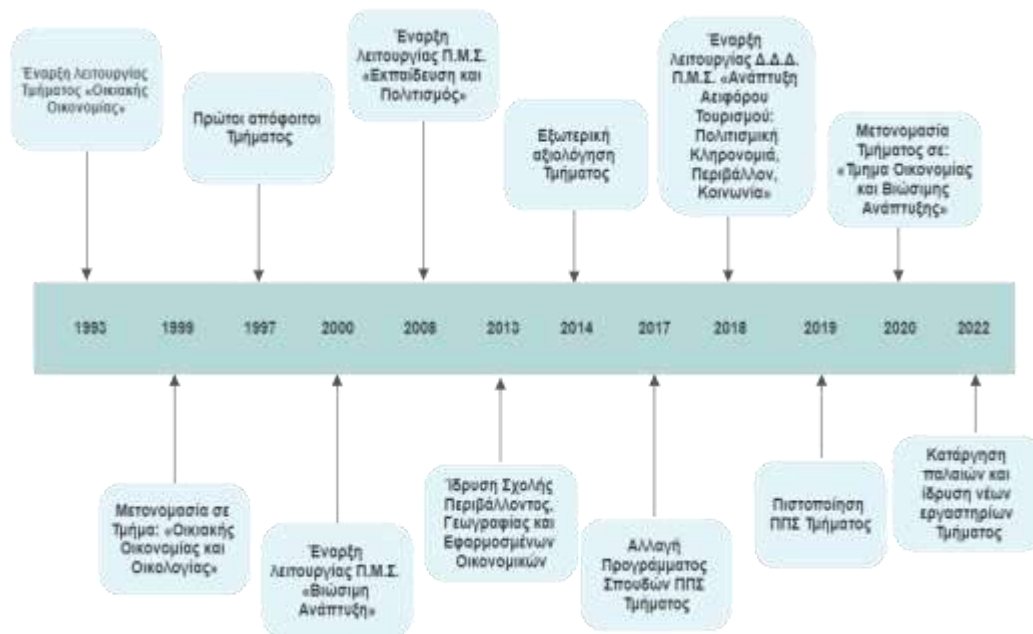 Έναρξη λειτουργίας
Τμήματος «Οικιακής
Οικονομίας»
Πρώτοι απόφοιτοι
Τμήματος
Έναρξη
λειτουργίας Π.Μ.Σ.
«Εκπαίδευση και
Πολιτισμός»
Εξωτερική
αξιολόγηση
Τμήματος
Έναρξη
λειτουργίας Δ.Δ.Δ.
Π.Μ.Σ. «Ανάπτυξη
Αειφόρου
Τουρισμού:
Πολιτισμική
Κληρονομιά,
Περιβάλλον,
Κοινωνία»
Μετονομασία
Τμήματος σε:
«Τμημα Οικονομίας
και Βιώσιμης
Ανάπτυξης»
1993 1999 1997 2000 2008 2013 2014 2017 2018 2019 2020 2022
Μετονομασία σε
Τμήμα: «Οικιακής
Οικονομίας και
Οικολογίας»
Έναρξη
λειτουργίας Π.Μ.Σ.
«Βιώσιμη
Ανάπτυξη»
Ίδρυση Σχολής
Περιβάλλοντος,
Γεωγραφίας και
Εφαρμοσμένων
Οικονομικών
Αλλαγή
Προγράμματος
Σπουδών ΠΠΣ
Τμήματος
Πιστοποίηση
ΠΠΣ Τμήματος
Κατάργηση
παλαιών και
ίδρυση νέων
εργαστηρίων
Τμήματος